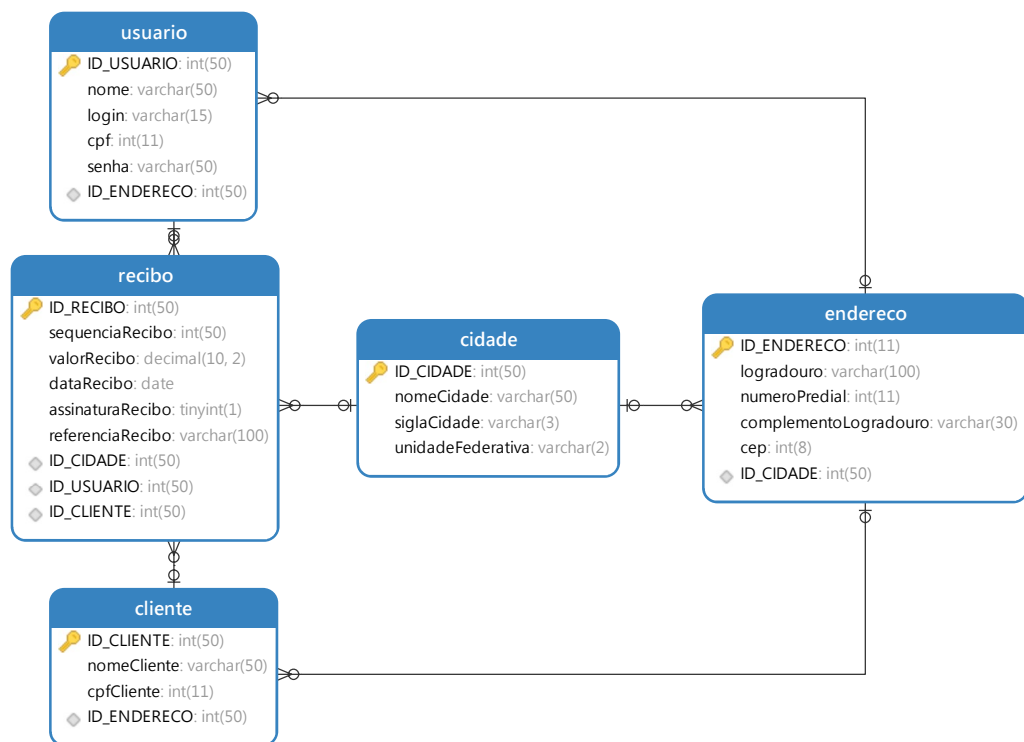 usuario
ID_USUARIO: int(50)
nome: varchar(50)
login: varchar(15)
cpf: int(11)
senha: varchar(50)
ID_ENDERECO: int(50)
recibo
ID_RECIBO: int(50)
sequenciaRecibo: int(50)
valorRecibo: decimal(10, 2)
dataRecibo: date
assinaturaRecibo: tinyint(1)
referenciaRecibo: varchar(100)
ID_CIDADE: int(50)
ID_USUARIO: int(50)
ID_CLIENTE: int(50)
cidade
ID_CIDADE: int(50)
nomeCidade: varchar(50)
siglaCidade: varchar(3)
unidadeFederativa: varchar(2)
endereco
ID_ENDERECO: int(11)
logradouro: varchar(100)
numeroPredial: int(11)
complementoLogradouro: varchar(30)
cep: int(8)
ID_CIDADE: int(50)
cliente
ID_CLIENTE: int(50)
nomeCliente: varchar(50)
cpfCliente: int(11)
ID_ENDERECO: int(50)